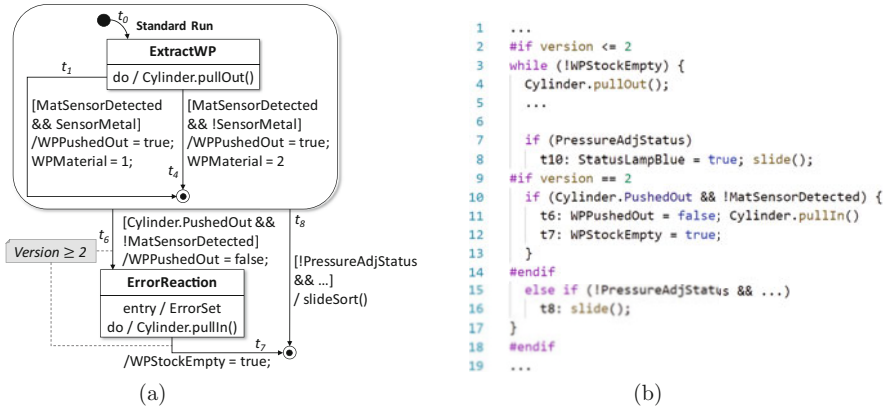 t0
Standard Run
ExtractWP
do / Cylinder.pullOut()
t1
[MatSensorDetected
&& SensorMetal]
/WPPushedOut = true;
WPMaterial = 1;
[MatSensorDetected
&& !SensorMetal]
/WPPushedOut = true;
WPMaterial = 2
t4
t6
[Cylinder.PushedOut &&
!MatSensorDetected]
/WPPushedOut = false;
t8
[!PressureAdjStatus
&& ...]
/ slideSort()
Version ≥ 2
ErrorReaction
entry / ErrorSet
do / Cylinder.pullIn()
t7
/WPStockEmpty = true;
(a)
1 ...
2 #if version <= 2
3 while (!WPStockEmpty) {
4 Cylinder.pullOut();
5 ...
6
7 if (PressureAdjStatus)
8 t10: StatusLampBlue = true; slide();
9 #if version == 2
10 if (Cylinder.PushedOut && !MatSensorDetected) {
11 t6: WPPushedOut = false; Cylinder.pullIn()
12 t7: WPStockEmpty = true;
13 }
14 #endif
15 else if (!PressureAdjStatus && ...)
16 t8: slide();
17 }
18 #endif
19 ...
(b)